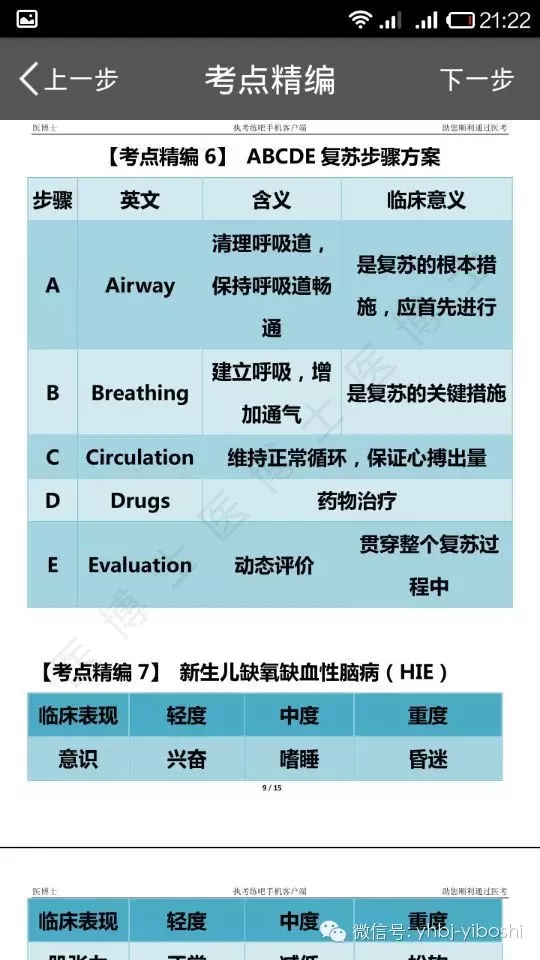 21:22
上一步 考点精编 下一步
医博士 执考练吧手机客户端 助您顺利通过医考
【考点精编 6】 ABCDE 复苏步骤方案
步骤 英文 含义 临床意义
A Airway 清理呼吸道，保持呼吸道畅通 是复苏的根本措施，应首先进行
B Breathing 建立呼吸，增加通气 是复苏的关键措施
C Circulation 维持正常循环，保证心搏出量
D Drugs 药物治疗
E Evaluation 动态评价 贯穿整个复苏过程中
医博士医博士
【考点精编 7】 新生儿缺氧缺血性脑病（HIE）
临床表现 轻度 中度 重度
意识 兴奋 嗜睡 昏迷
9 / 15
医博士 执考练吧手机客户端 助您顺利通过医考
临床表现 轻度 中度 重度
微信号: yhbj-yiboshi